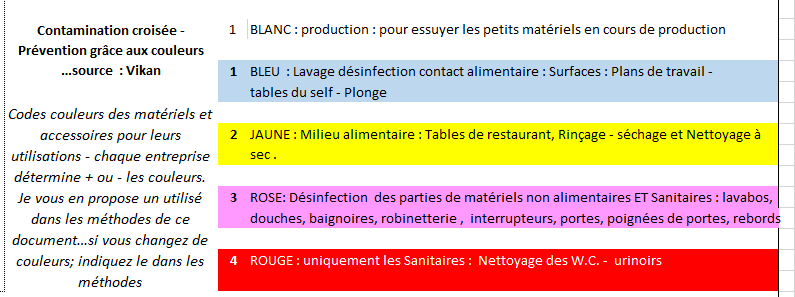 Contamination croisée -
Prévention grâce aux couleurs
...source : Vikan
Codes couleurs des matériels et
accessoires pour leurs
utilisations - chaque entreprise
détermine + ou - les couleurs.
Je vous en propose un utilisé
dans les méthodes de ce
document...si vous changez de
couleurs; indiquez le dans les
méthodes
1 BLANC : production : pour essuyer les petits matériels en cours de production
1 BLEU : Lavage désinfection contact alimentaire : Surfaces : Plans de travail -
tables du self - Plonge
2 JAUNE : Milieu alimentaire : Tables de restaurant, Rinçage - séchage et Nettoyage à
sec .
3 ROSE: Désinfection des parties de matériels non alimentaires ET Sanitaires : lavabos,
douches, baignoires, robinetterie , interrupteurs, portes, poignées de portes, rebords
4 ROUGE : uniquement les Sanitaires : Nettoyage des W.C. - urinoirs